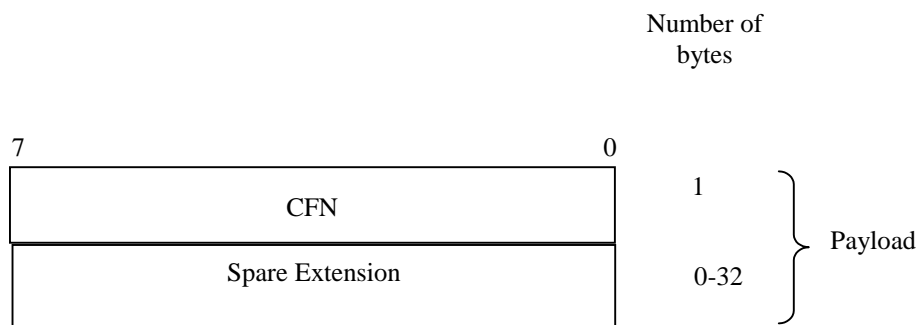 Number of
bytes
7
0
CFN
1
Payload
Spare Extension
0-32